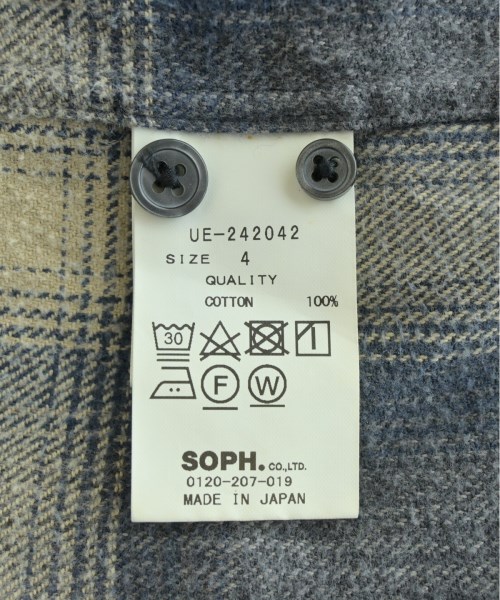 UE-242042
SIZE 4
QUALITY
COTTON 100%
30
F W
SOPH. CO.,LTD.
0120-207-019
MADE IN JAPAN